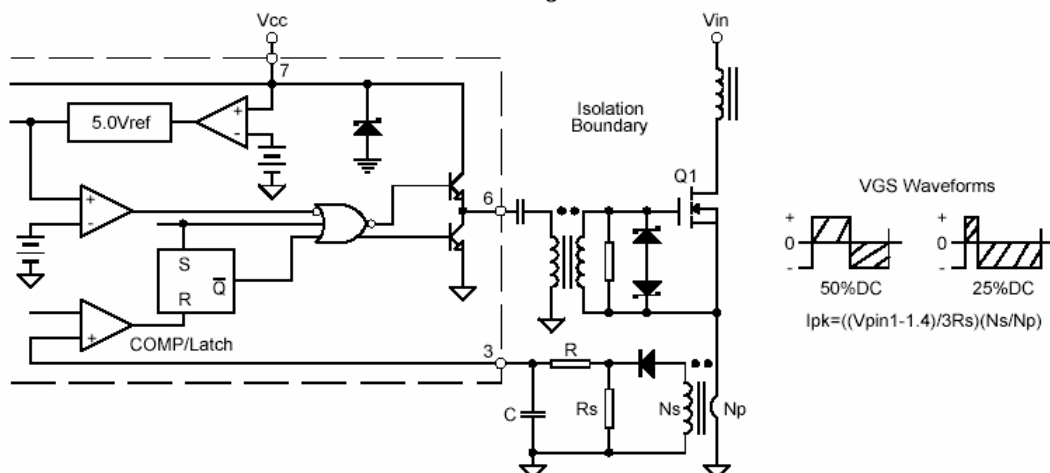 Vcc
Vin
7
5.0Vref
+
-
Isolation
Boundary
Q1
VGS Waveforms
6
+
-
+
0
-
+
0
-
S
Q
R
50%DC
25%DC
Ipk=((Vpin1-1.4)/3Rs)(Ns/Np)
+
COMP/Latch
3
R
C
Rs
Ns
Np